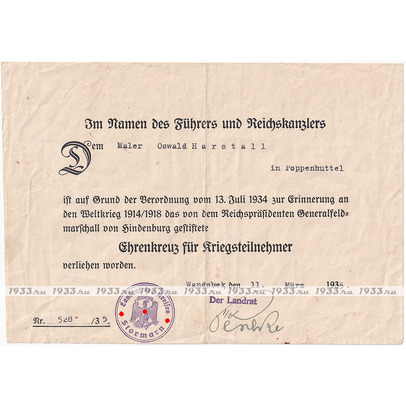 Im Namen des Führers und Reichskanzlers
Dem Maler Oswald Harstall
in Poppenbuttel
ist auf Grund der Verordnung vom 13. Juli 1934 zur Erinnerung an
den Weltkrieg 1914/1918 das von dem Reichspräsidenten Generalfeld-
marschall von Hindenburg gestiftete
Ehrenkreuz für Kriegsteilnehmer
verliehen worden.
Wandsbek den 11. März 1935
1933.ru 1933.ru 1933.ru 1933.ru 1933.ru 1933.ru
Der Landrat
Stormarn
Nr. 528 /35